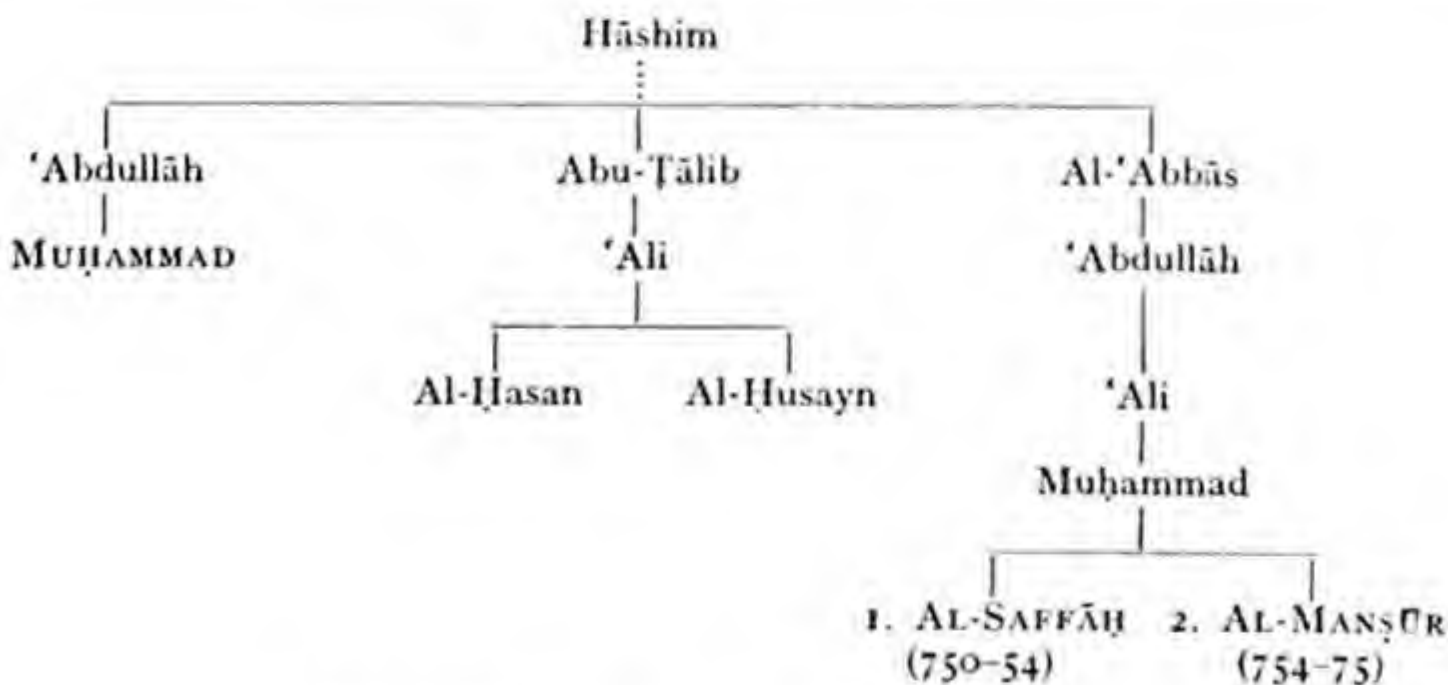 Hāshim
‘Abdullāh Abu-Ṭālib Al-‘Abbās
MUḤAMMAD ‘Ali ‘Abdullāh
Al-Ḥasan Al-Ḥusayn ‘Ali
Muḥammad
1. AL-SAFFĀḤ 2. AL-MANṢŪR
(750–54) (754–75)